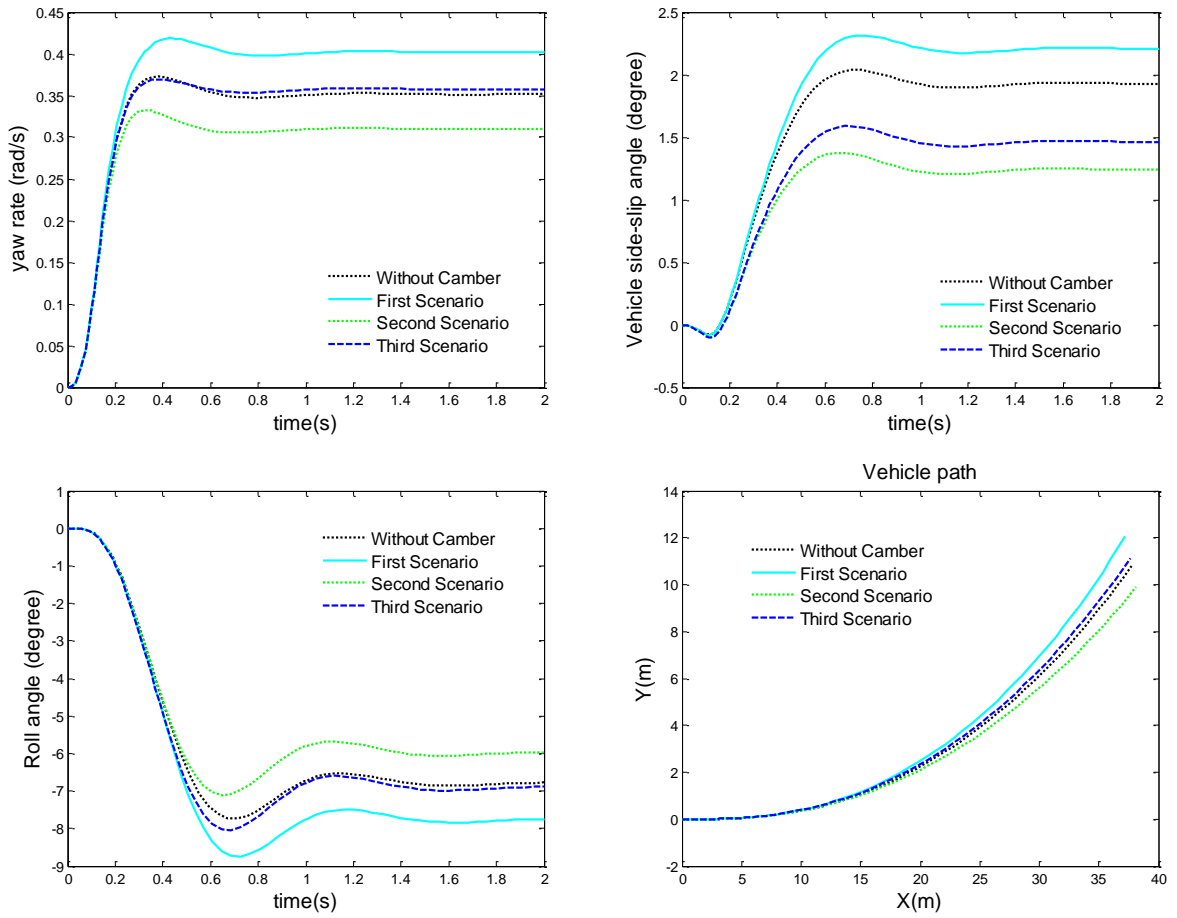 0.45
0.4
0.35
0.3
0.25
0.2
0.15
0.1
0.05
0
yaw rate (rad/s)
Without Camber
First Scenario
Second Scenario
Third Scenario
0 0.2 0.4 0.6 0.8 1 1.2 1.4 1.6 1.8 2
time(s)
2.5
2
1.5
1
0.5
0
-0.5
Vehicle side-slip angle (degree)
Without Camber
First Scenario
Second Scenario
Third Scenario
0 0.2 0.4 0.6 0.8 1 1.2 1.4 1.6 1.8 2
time(s)
1
0
-1
-2
-3
-4
-5
-6
-7
-8
-9
Roll angle (degree)
Without Camber
First Scenario
Second Scenario
Third Scenario
0 0.2 0.4 0.6 0.8 1 1.2 1.4 1.6 1.8 2
time(s)
Vehicle path
14
12
10
8
6
4
2
0
-2
Y(m)
Without Camber
First Scenario
Second Scenario
Third Scenario
0 5 10 15 20 25 30 35 40
X(m)